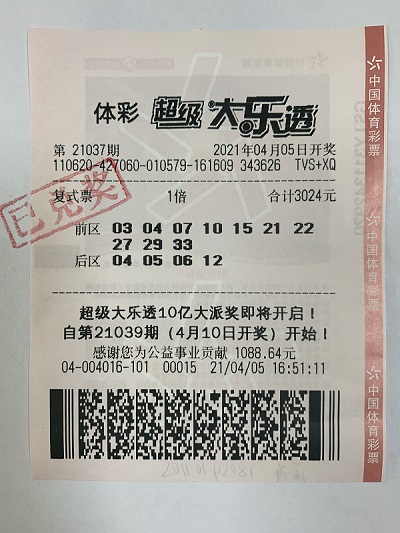 体彩 超级大乐透
第 21037期 2021年04月05日开奖
110620-427060-010579-161609 343626 TVS+XQ
复式票 1倍 合计3024元
已兑奖
前区 03 04 07 10 15 21 22
27 29 33
后区 04 05 06 12
超级大乐透10亿大派奖即将开启！
自第21039期（4月10日开奖）开始！
感谢您为公益事业贡献 1088.64元
04-004016-101 00015 21/04/05 16:51:11
中国体育彩票
中国体育彩票
中国体育彩票